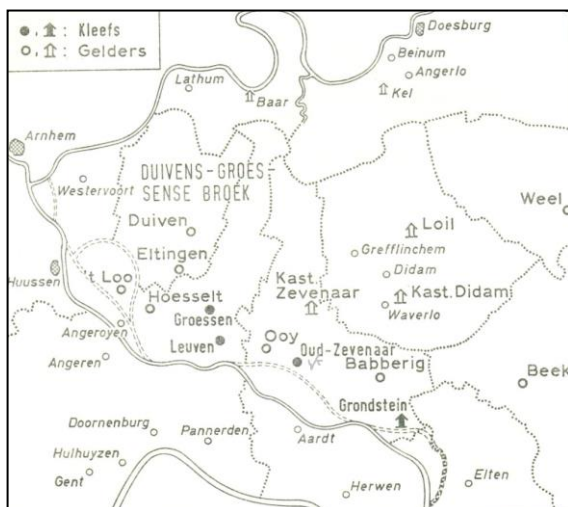 : Kleefs
: Gelders
Doesburg
Beinum
Angerlo
Kel
Lathum
Baar
Arnhem
Westervoort
DUIVENS-GROES-
SENSE BROEK
Duiven
Eltingen
Loil
Weel
Grefflinchem
Didam
Kast. Didam
Waverlo
Huussen
't Loo
Hoesselt
Groessen
Kast.
Zevenaar
Angeroyen
Leuven
Ooy
Oud-Zevenaar
Babberig
Beek
Angeren
Grondstein
Doornenburg
Pannerden
Aardt
Hulhuyzen
Gent
Herwen
Elten